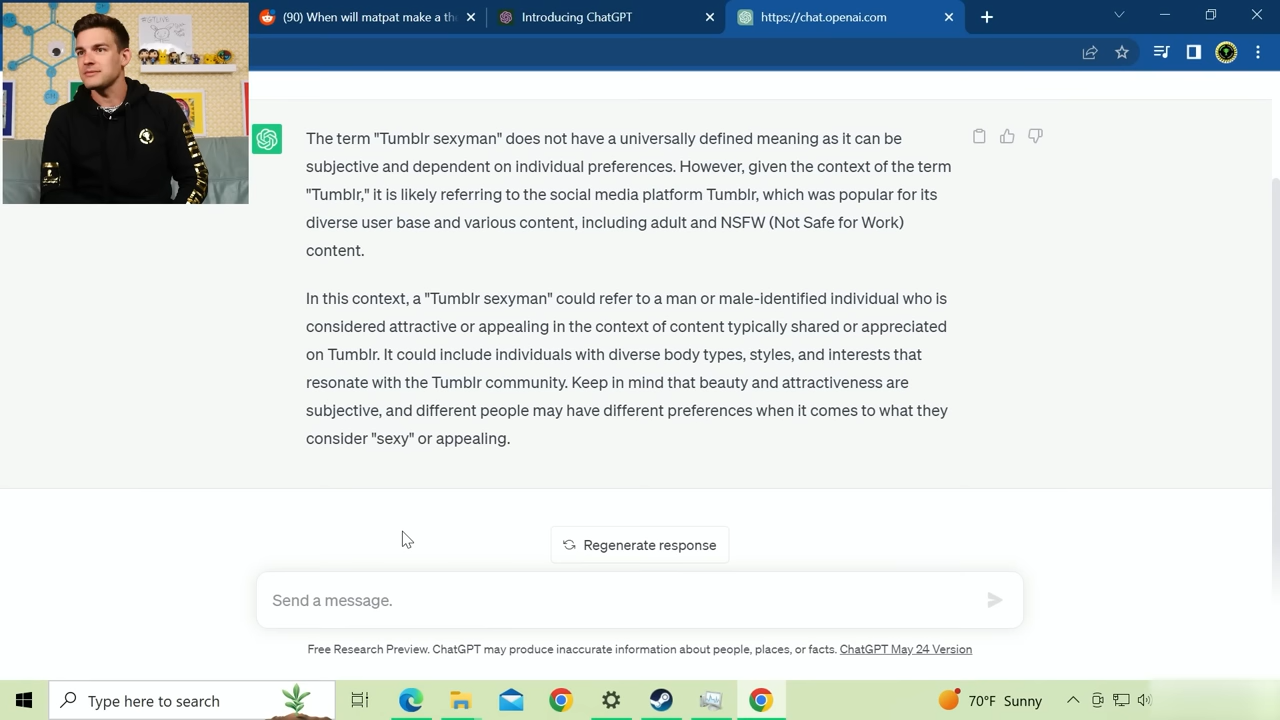 (90) When will matpat make a th
Introducing ChatGPT
https://chat.openai.com
#GTLIVE
The term "Tumblr sexyman" does not have a universally defined meaning as it can be
subjective and dependent on individual preferences. However, given the context of the term
"Tumblr," it is likely referring to the social media platform Tumblr, which was popular for its
diverse user base and various content, including adult and NSFW (Not Safe for Work)
content.
In this context, a "Tumblr sexyman" could refer to a man or male-identified individual who is
considered attractive or appealing in the context of content typically shared or appreciated
on Tumblr. It could include individuals with diverse body types, styles, and interests that
resonate with the Tumblr community. Keep in mind that beauty and attractiveness are
subjective, and different people may have different preferences when it comes to what they
consider "sexy" or appealing.
Regenerate response
Send a message.
Free Research Preview. ChatGPT may produce inaccurate information about people, places, or facts. ChatGPT May 24 Version
Type here to search
70°F Sunny